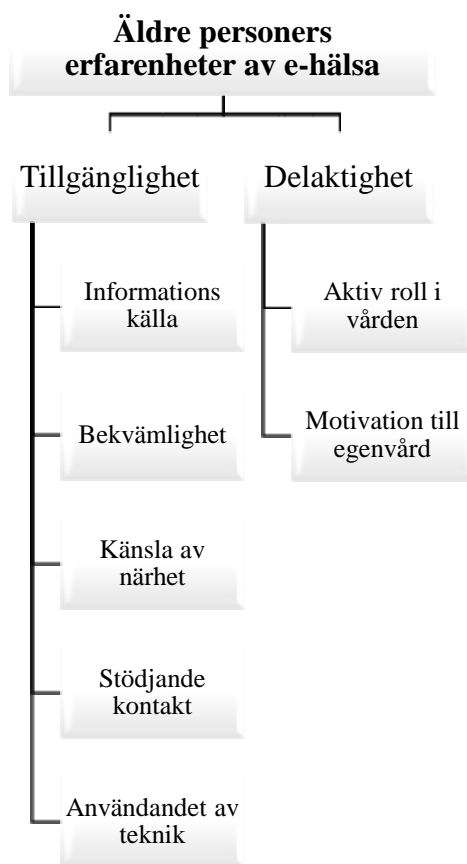 Äldre personers
erfarenheter av e-hälsa
Tillgänglighet
Delaktighet
Informations
källa
Bekvämlighet
Känsla av
närhet
Stödjande
kontakt
Användandet av
teknik
Aktiv roll i
vården
Motivation till
egenvård